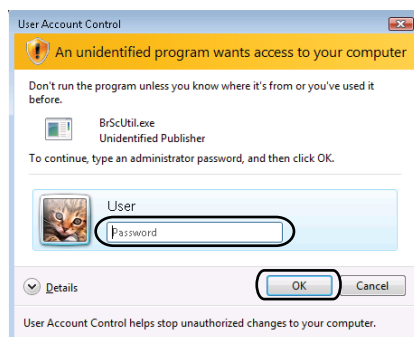 User Account Control
An unidentified program wants access to your computer
Don't run the program unless you know where it's from or you've used it
before.
BrScUtil.exe
Unidentified Publisher
To continue, type an administrator password, and then click OK.
User
Password
Details
OK
Cancel
User Account Control helps stop unauthorized changes to your computer.